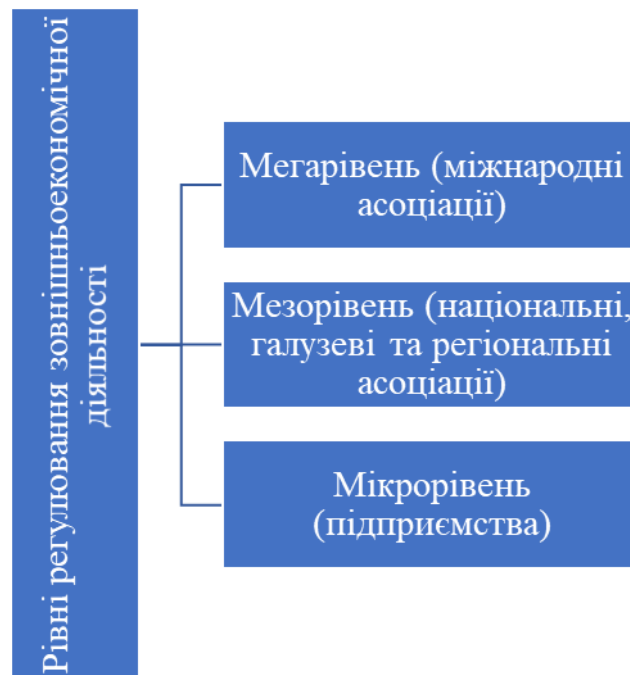 Рівні регулювання зовнішньоекономічної
діяльності
Мегарівень (міжнародні
асоціації)
Мезорівень (національні,
галузеві та регіональні
асоціації)
Мікрорівень
(підприємства)